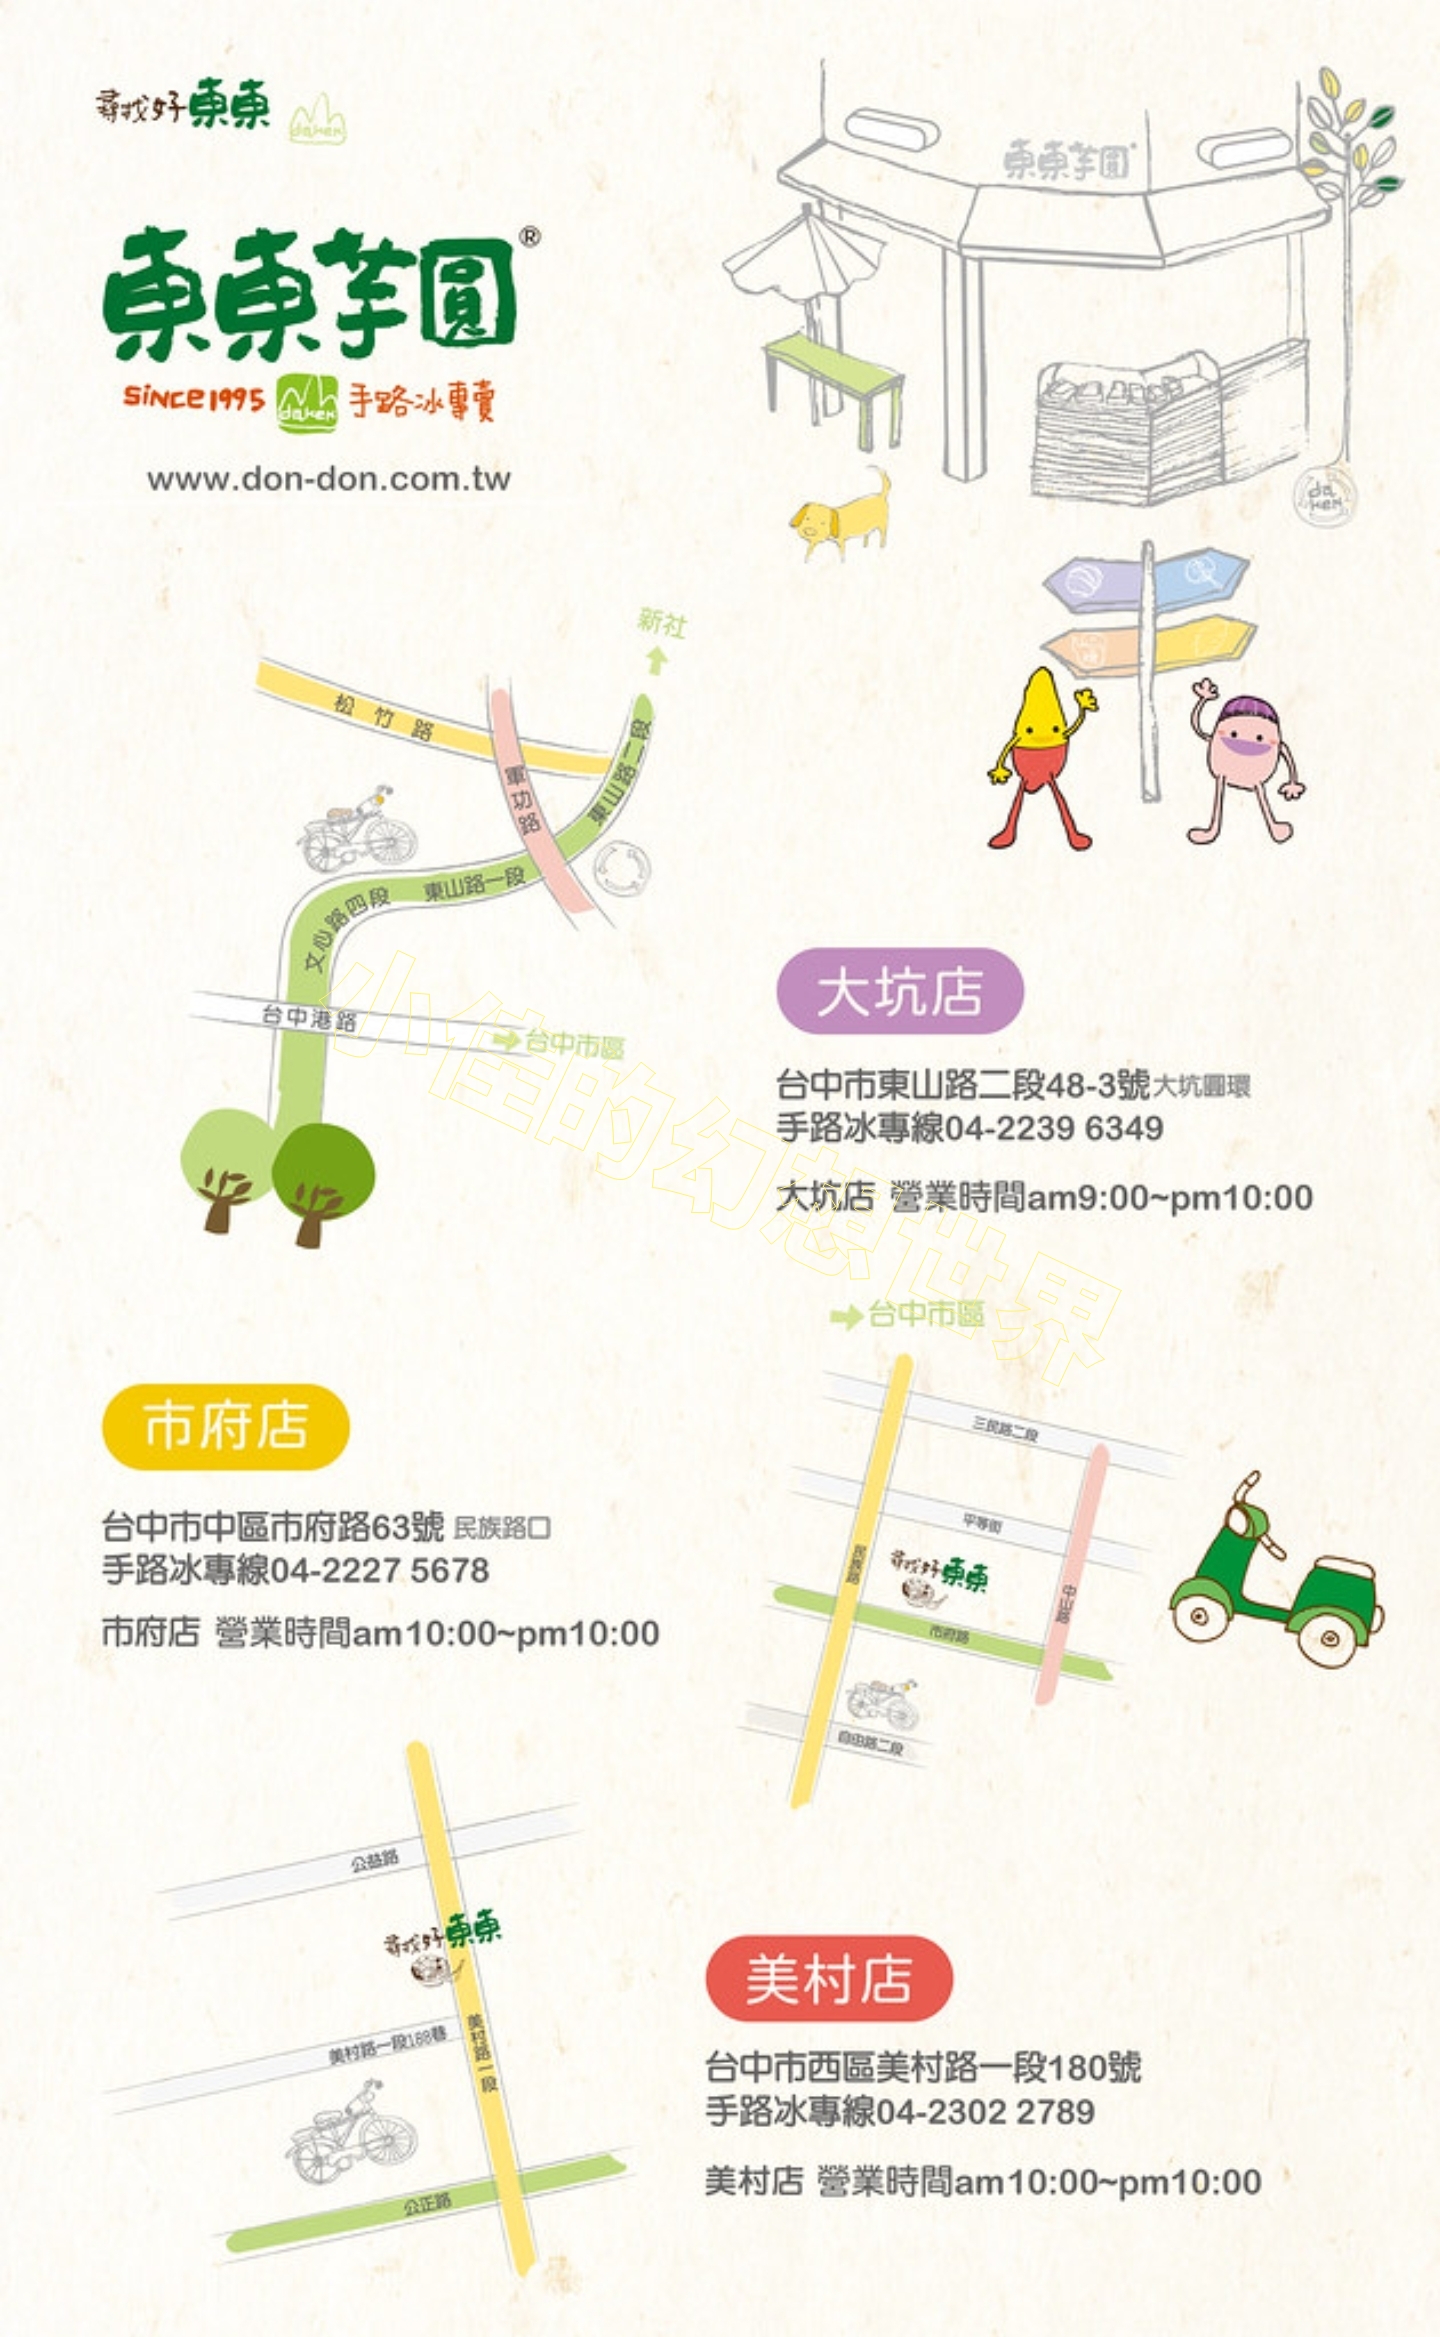 尋找好東東
daken
東東芋圓®
since1995 daken 手路冰專賣
www.don-don.com.tw
東東芋圓
daken
新社
松竹路
軍功路
東山路二段
東山路一段
文心路四段
台中港路
台中市區
大坑店
台中市東山路二段48-3號大坑圓環
手路冰專線04-2239 6349
大坑店 營業時間am9:00~pm10:00
小佳的幻想世界
台中市區
三民路二段
平等街
民族路
尋找好東東
中山路
市府路
自由路二段
市府店
台中市中區市府路63號 民族路口
手路冰專線04-2227 5678
市府店 營業時間am10:00~pm10:00
公益路
尋找好東東
美村路一段188巷
美村路一段
公正路
美村店
台中市西區美村路一段180號
手路冰專線04-2302 2789
美村店 營業時間am10:00~pm10:00